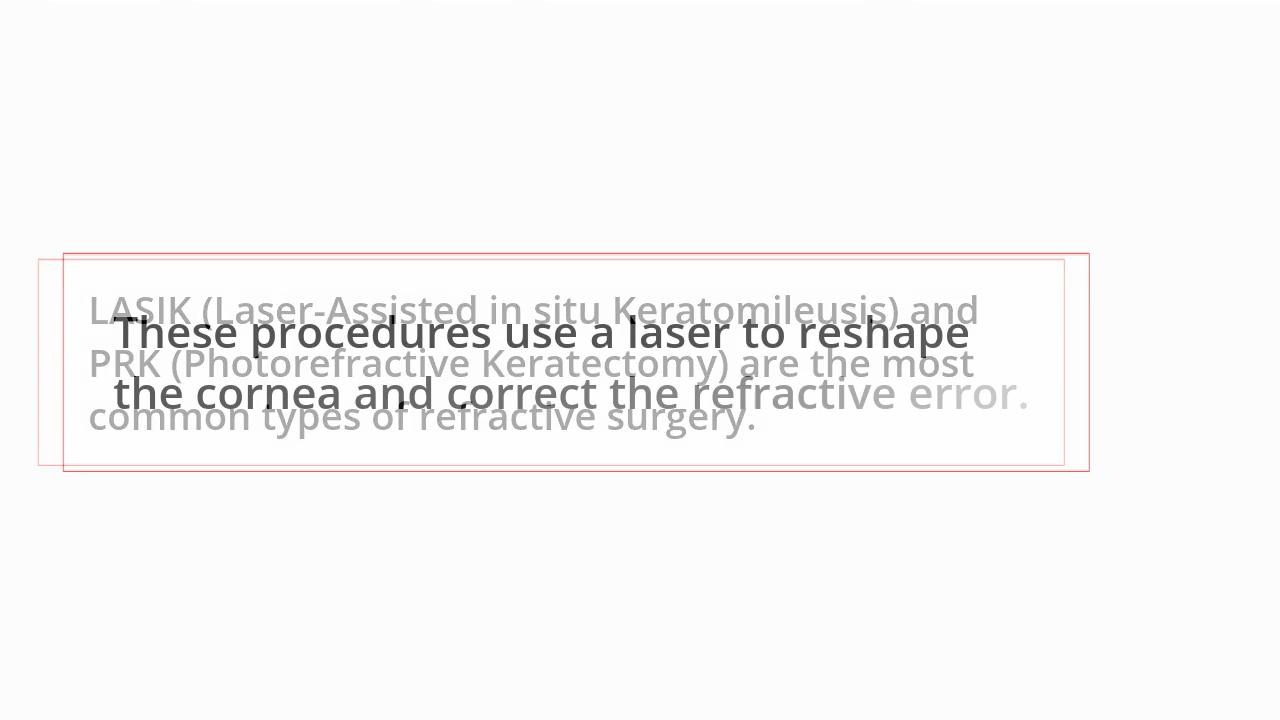 LASIK (Laser-Assisted in situ Keratomileusis) and
PRK (Photorefractive Keratectomy) are the most
common types of refractive surgery.
These procedures use a laser to reshape
the cornea and correct the refractive error.